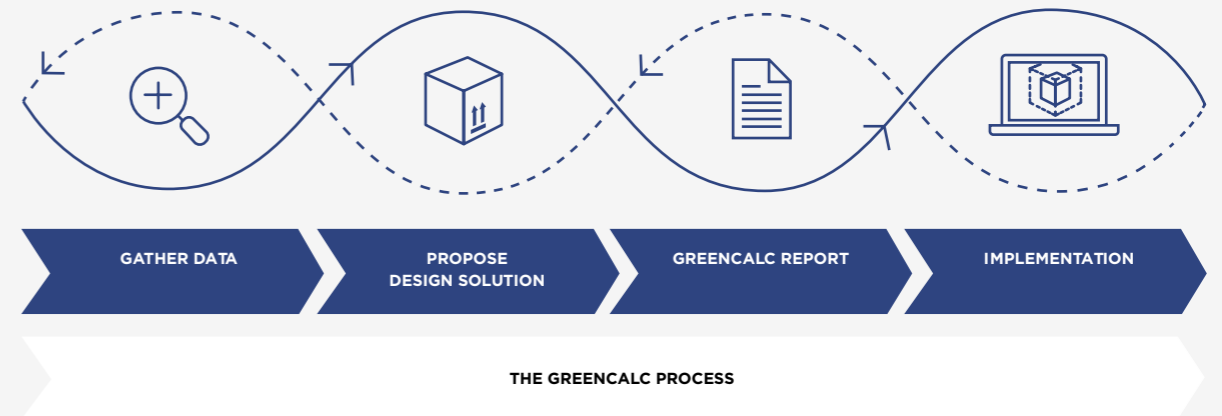 GATHER DATA
PROPOSE
DESIGN SOLUTION
GREENCALC REPORT
IMPLEMENTATION
THE GREENCALC PROCESS